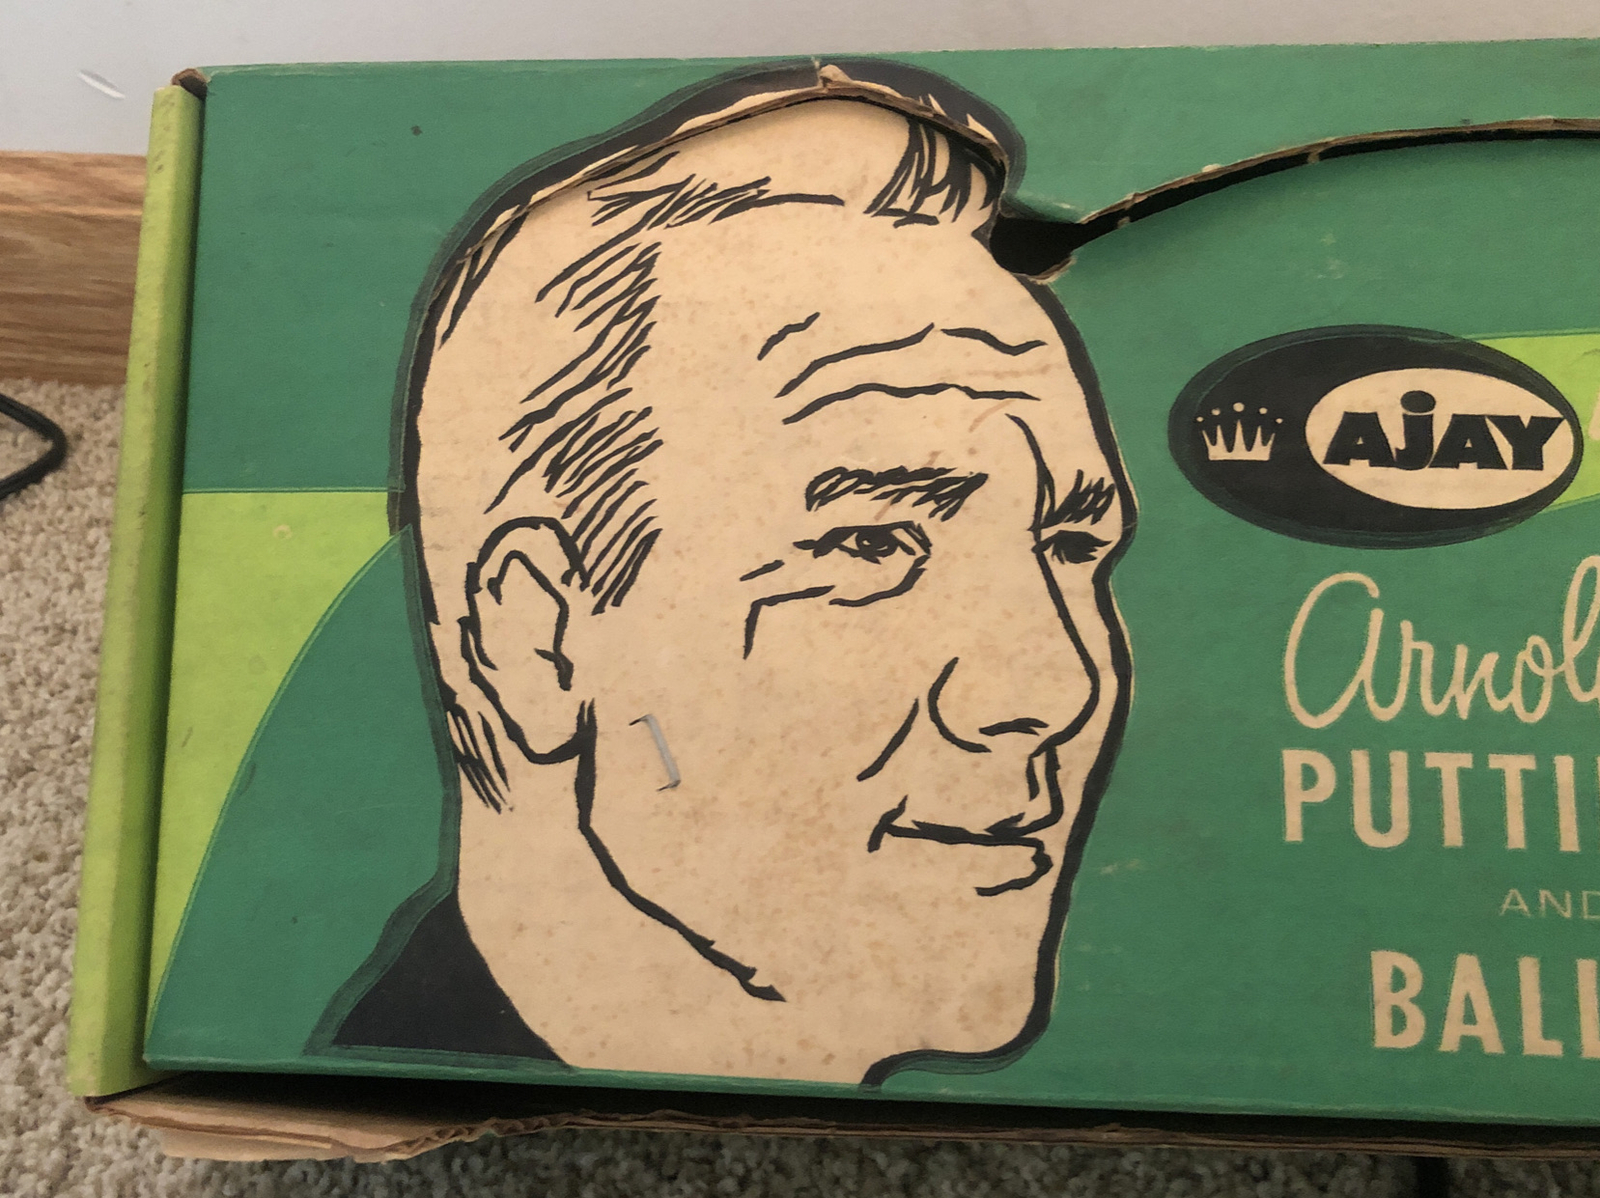 AJAY
Arnol
PUTTI
AND
BALL